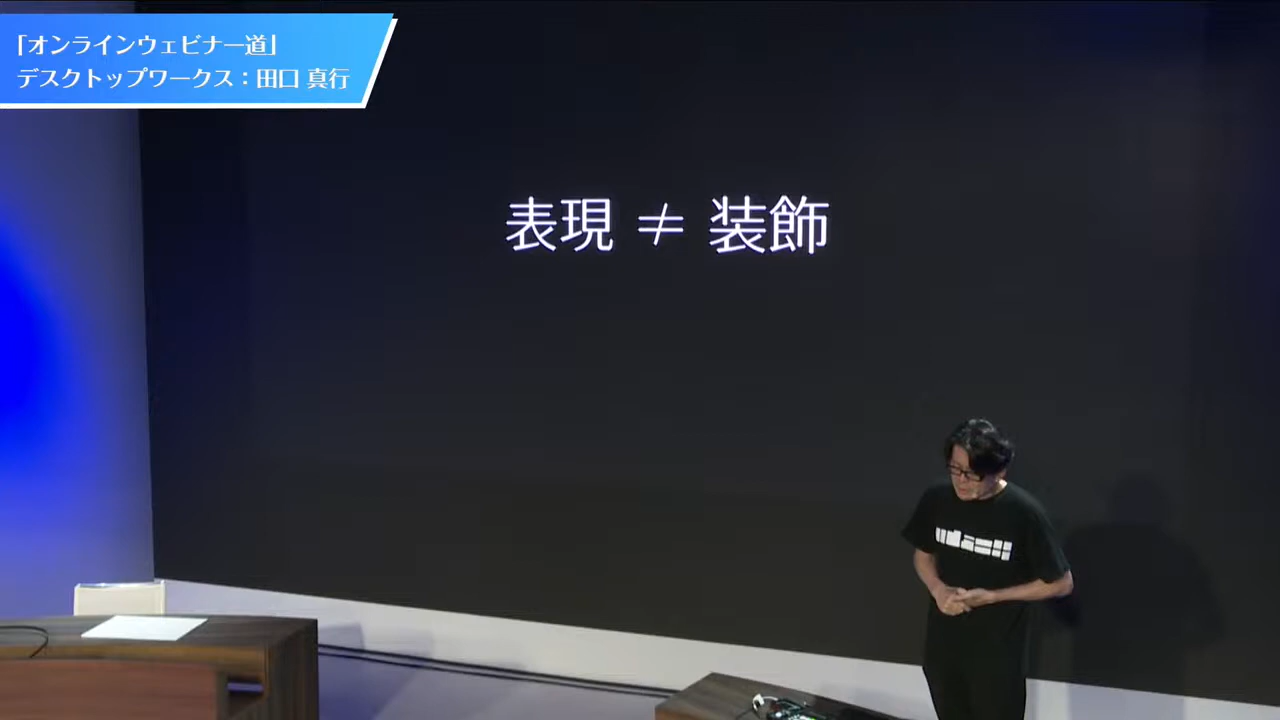 「オンラインウェビナー道」
デスクトップワークス：田口 真行
表現 ≠ 装飾